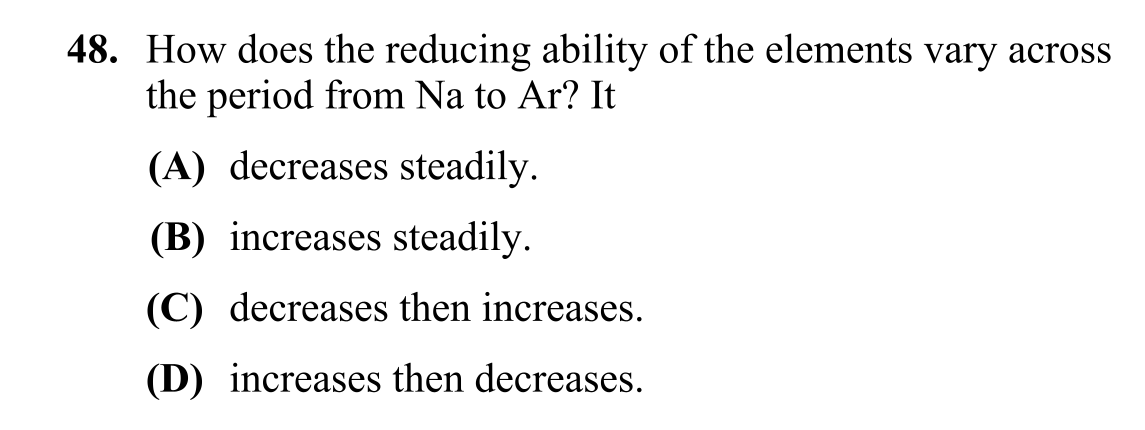 48. How does the reducing ability of the elements vary across
the period from Na to Ar? It
(A) decreases steadily.
(B) increases steadily.
(C) decreases then increases.
(D) increases then decreases.